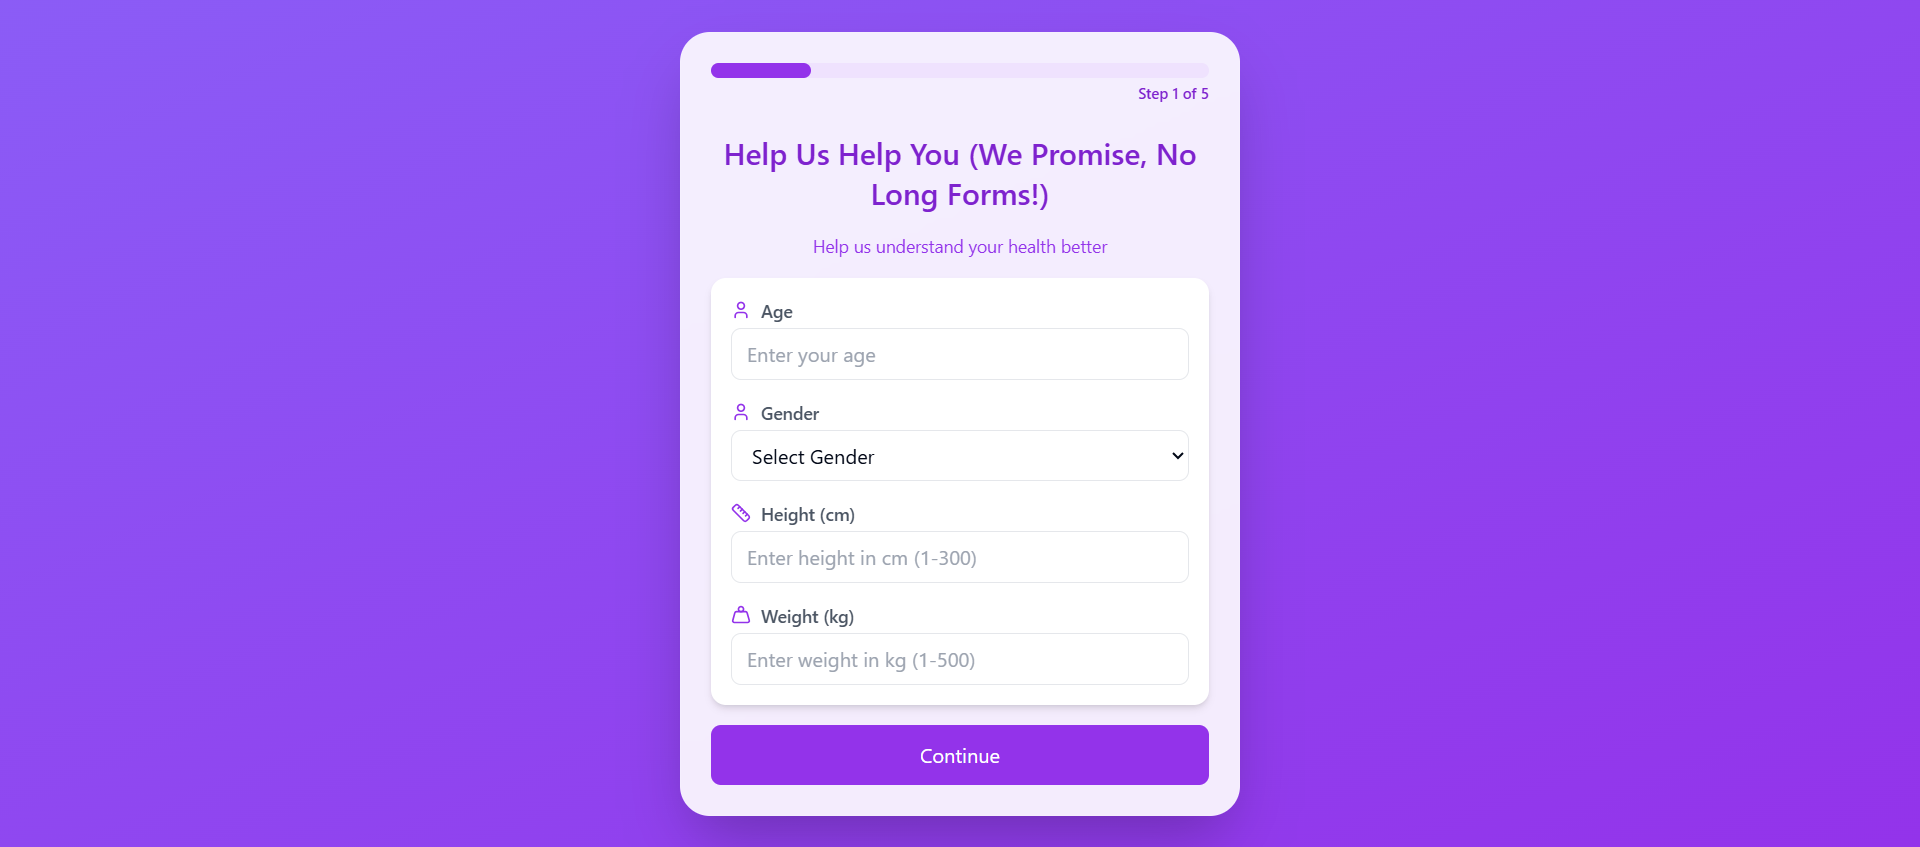 Step 1 of 5
Help Us Help You (We Promise, No
Long Forms!)
Help us understand your health better
Age
Enter your age
Gender
Select Gender
Height (cm)
Enter height in cm (1-300)
Weight (kg)
Enter weight in kg (1-500)
Continue